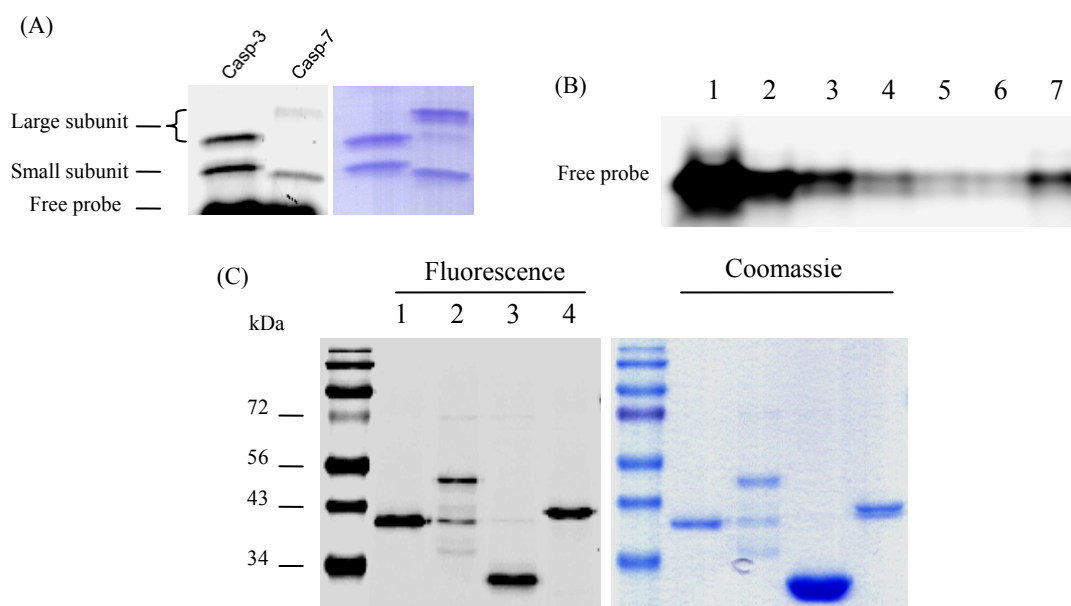 (A)
Casp-3 Casp-7
Large subunit
Small subunit
Free probe
(B)
1 2 3 4 5 6 7
Free probe
(C)
Fluorescence Coomassie
1 2 3 4
kDa
72
56
43
34